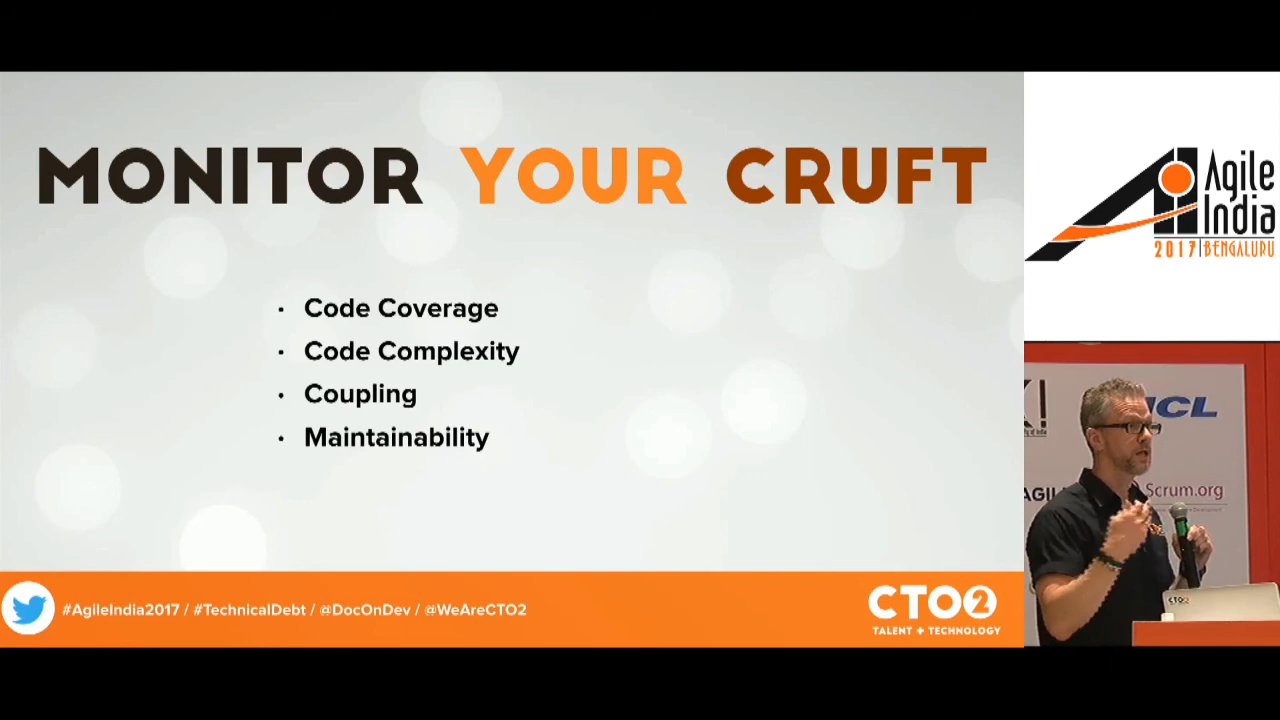 MONITOR YOUR CRUFT
· Code Coverage
· Code Complexity
· Coupling
· Maintainability
#AgileIndia2017 / #TechnicalDebt / @DocOnDev / @WeAreCTO2
CTO2
TALENT + TECHNOLOGY
Agile
India
2017 | BENGALURU
Scrum.org
CTO2